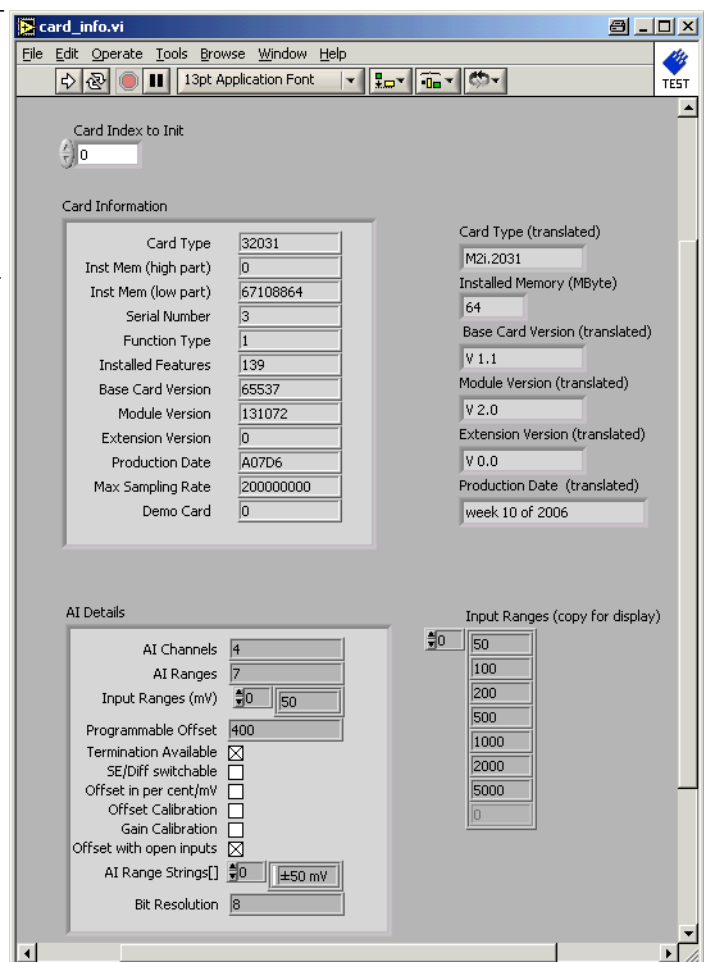 card_info.vi
File Edit Operate Tools Browse Window Help
13pt Application Font
TEST
Card Index to Init
0
Card Information
Card Type 32031
Inst Mem (high part) 0
Inst Mem (low part) 67108864
Serial Number 3
Function Type 1
Installed Features 139
Base Card Version 65537
Module Version 131072
Extension Version 0
Production Date A07D6
Max Sampling Rate 200000000
Demo Card 0
Card Type (translated)
M2i.2031
Installed Memory (MByte)
64
Base Card Version (translated)
V 1.1
Module Version (translated)
V 2.0
Extension Version (translated)
V 0.0
Production Date (translated)
week 10 of 2006
AI Details
AI Channels 4
AI Ranges 7
Input Ranges (mV) 0 50
Programmable Offset 400
Termination Available
SE/Diff switchable
Offset in per cent/mV
Offset Calibration
Gain Calibration
Offset with open inputs
AI Range Strings[] 0 ±50 mV
Bit Resolution 8
Input Ranges (copy for display)
0 50
100
200
500
1000
2000
5000
0